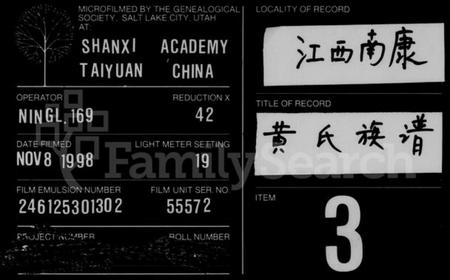 MICROFILMED BY THE GENEALOGICAL
SOCIETY, SALT LAKE CITY, UTAH
AT:
SHANXI ACADEMY
TAIYUAN CHINA
OPERATOR REDUCTION X
NINGL, 169 42
DATE FILMED LIGHT METER SETTING
NOV 8 1998 19
FILM EMULSION NUMBER FILM UNIT SER. NO.
246125301302 55572
PROJECT NUMBER ROLL NUMBER
LOCALITY OF RECORD
江西南康
TITLE OF RECORD
黄氏族谱
ITEM
3
FamilySearch